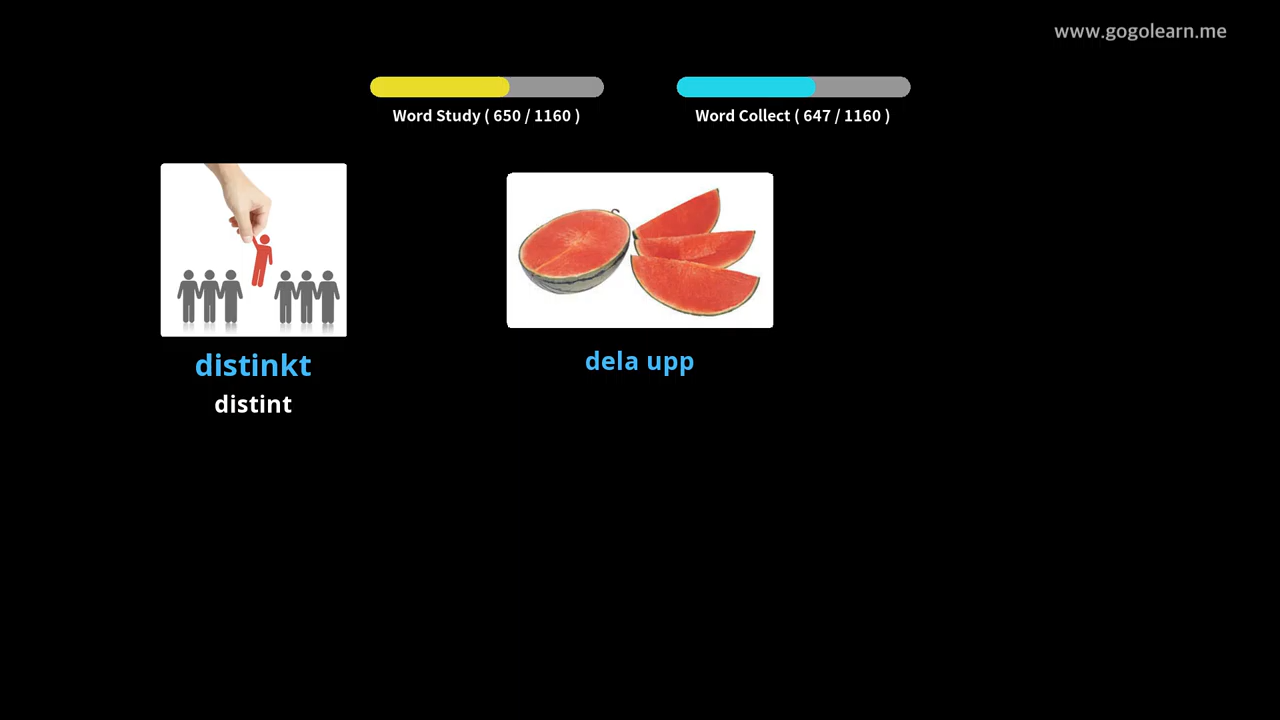 www.gogolearn.me
Word Study ( 650 / 1160 )
Word Collect ( 647 / 1160 )
distinkt
distint
dela upp